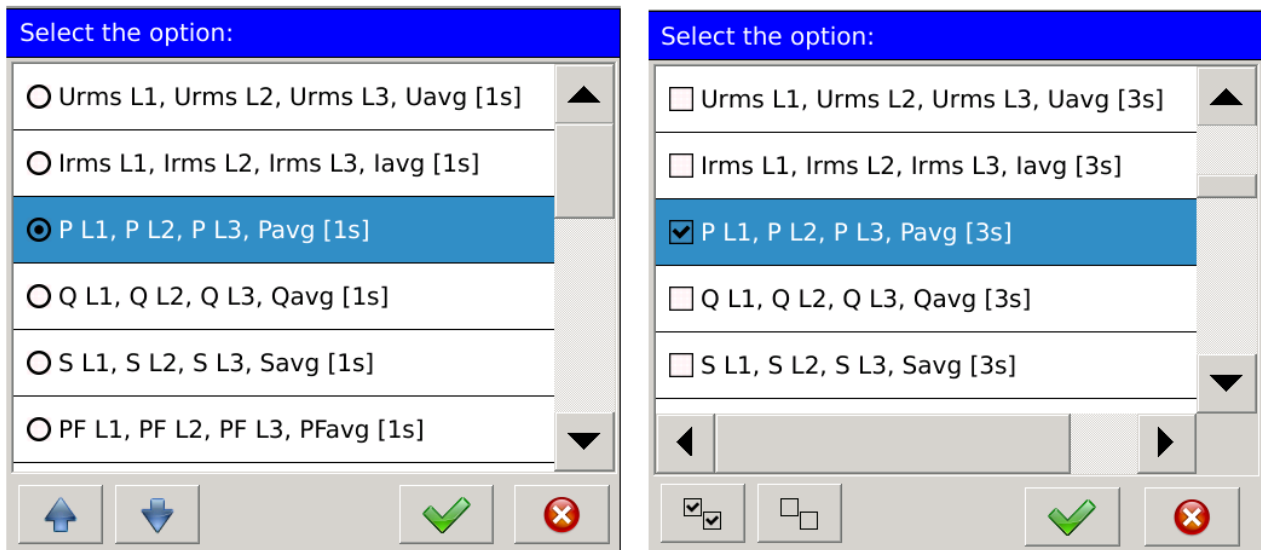 Select the option:
Urms L1, Urms L2, Urms L3, Uavg [1s]
Irms L1, Irms L2, Irms L3, Iavg [1s]
P L1, P L2, P L3, Pavg [1s]
Q L1, Q L2, Q L3, Qavg [1s]
S L1, S L2, S L3, Savg [1s]
PF L1, PF L2, PF L3, PFavg [1s]
Select the option:
Urms L1, Urms L2, Urms L3, Uavg [3s]
Irms L1, Irms L2, Irms L3, Iavg [3s]
P L1, P L2, P L3, Pavg [3s]
Q L1, Q L2, Q L3, Qavg [3s]
S L1, S L2, S L3, Savg [3s]